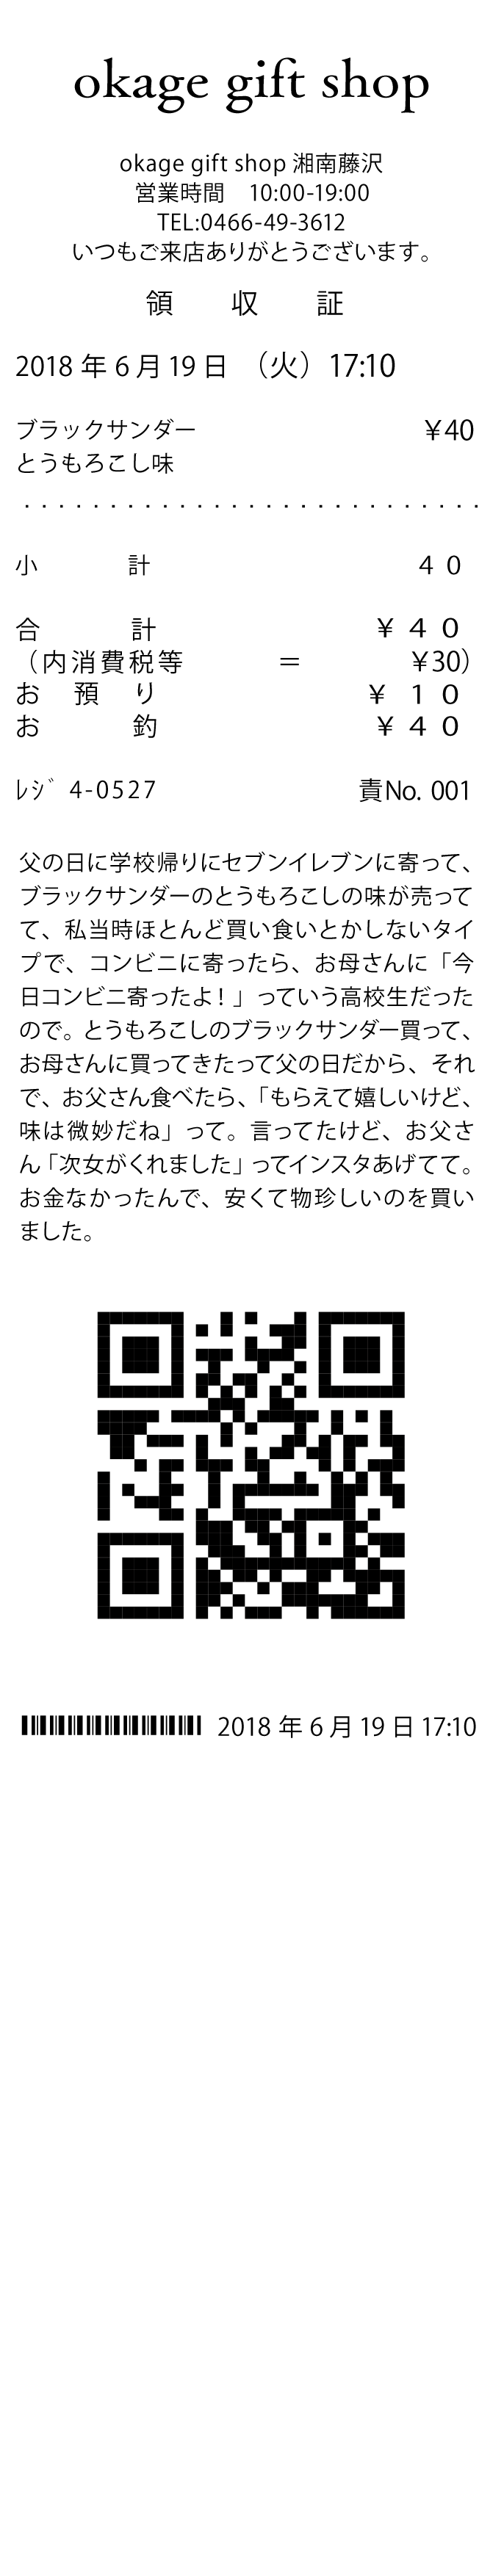 okage gift shop
okage gift shop 湘南藤沢
営業時間　10:00-19:00
TEL:0466-49-3612
いつもご来店ありがとうございます。
領　収　証
2018 年 6 月 19 日 （火）17:10
ブラックサンダー　¥40
とうもろこし味
小　計　４０
合　計　¥４０
（内消費税等　＝　¥30）
お　預　り　¥１０
お　釣　¥４０
ﾚｼﾞ 4-0527　責No. 001
父の日に学校帰りにセブンイレブンに寄って、
ブラックサンダーのとうもろこしの味が売って
て、私当時ほとんど買い食いとかしないタイ
プで、コンビニに寄ったら、お母さんに「今
日コンビニ寄ったよ！」っていう高校生だった
ので。とうもろこしのブラックサンダー買って、
お母さんに買ってきたって父の日だから、それ
で、お父さん食べたら、「もらえて嬉しいけど、
味は微妙だね」って。言ってたけど、お父さ
ん「次女がくれました」ってインスタあげてて。
お金なかったんで、安くて物珍しいのを買い
ました。
2018 年 6 月 19 日 17:10